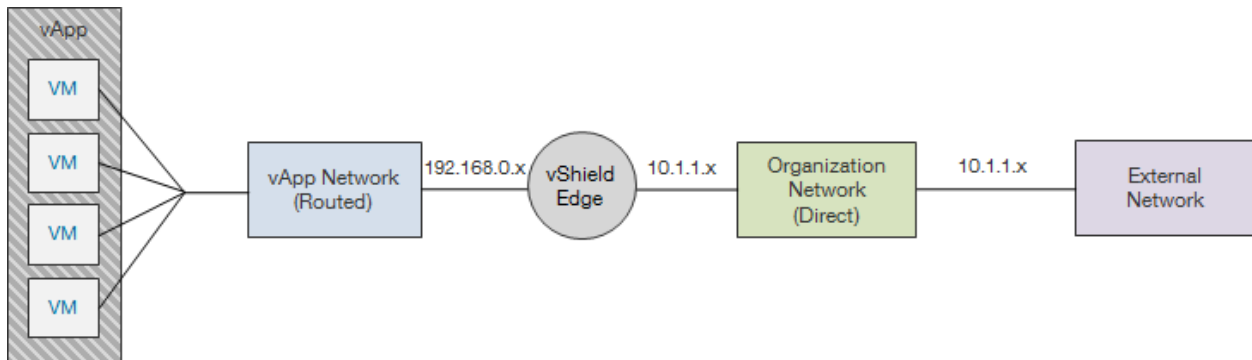 vApp
VM
VM
VM
VM
vApp Network
(Routed)
192.168.0.x
vShield
Edge
10.1.1.x
Organization
Network
(Direct)
10.1.1.x
External
Network